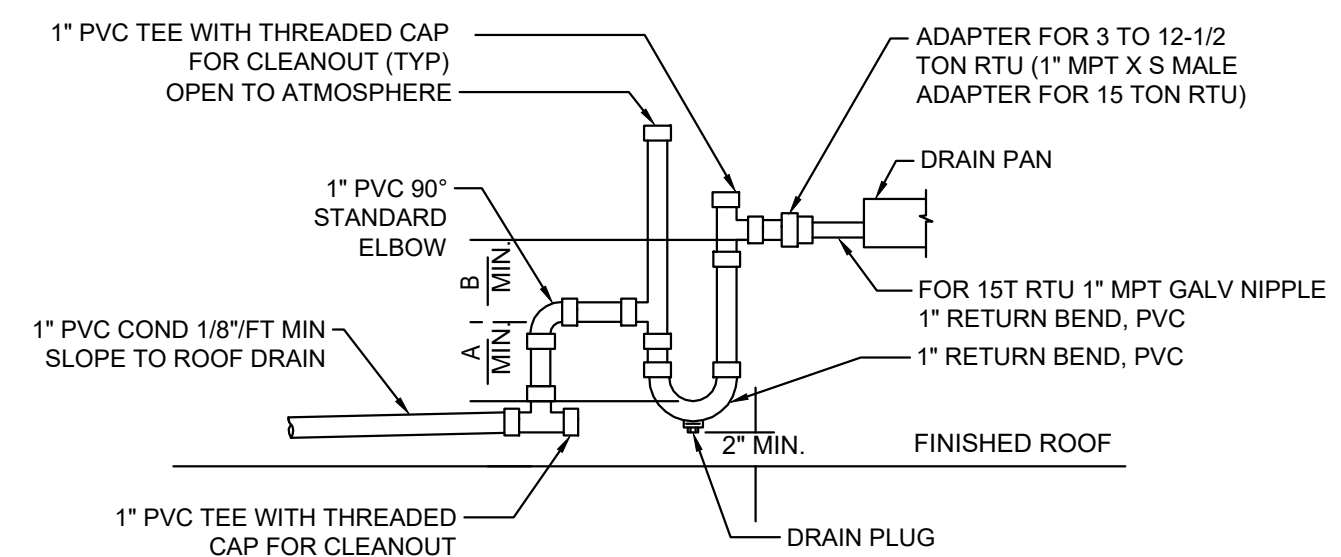 1" PVC TEE WITH THREADED CAP
FOR CLEANOUT (TYP)
OPEN TO ATMOSPHERE
ADAPTER FOR 3 TO 12-1/2
TON RTU (1" MPT X S MALE
ADAPTER FOR 15 TON RTU)
DRAIN PAN
1" PVC 90°
STANDARD
ELBOW
B
MIN.
A
MIN.
FOR 15T RTU 1" MPT GALV NIPPLE
1" RETURN BEND, PVC
1" RETURN BEND, PVC
1" PVC COND 1/8"/FT MIN
SLOPE TO ROOF DRAIN
2" MIN.
FINISHED ROOF
1" PVC TEE WITH THREADED
CAP FOR CLEANOUT
DRAIN PLUG